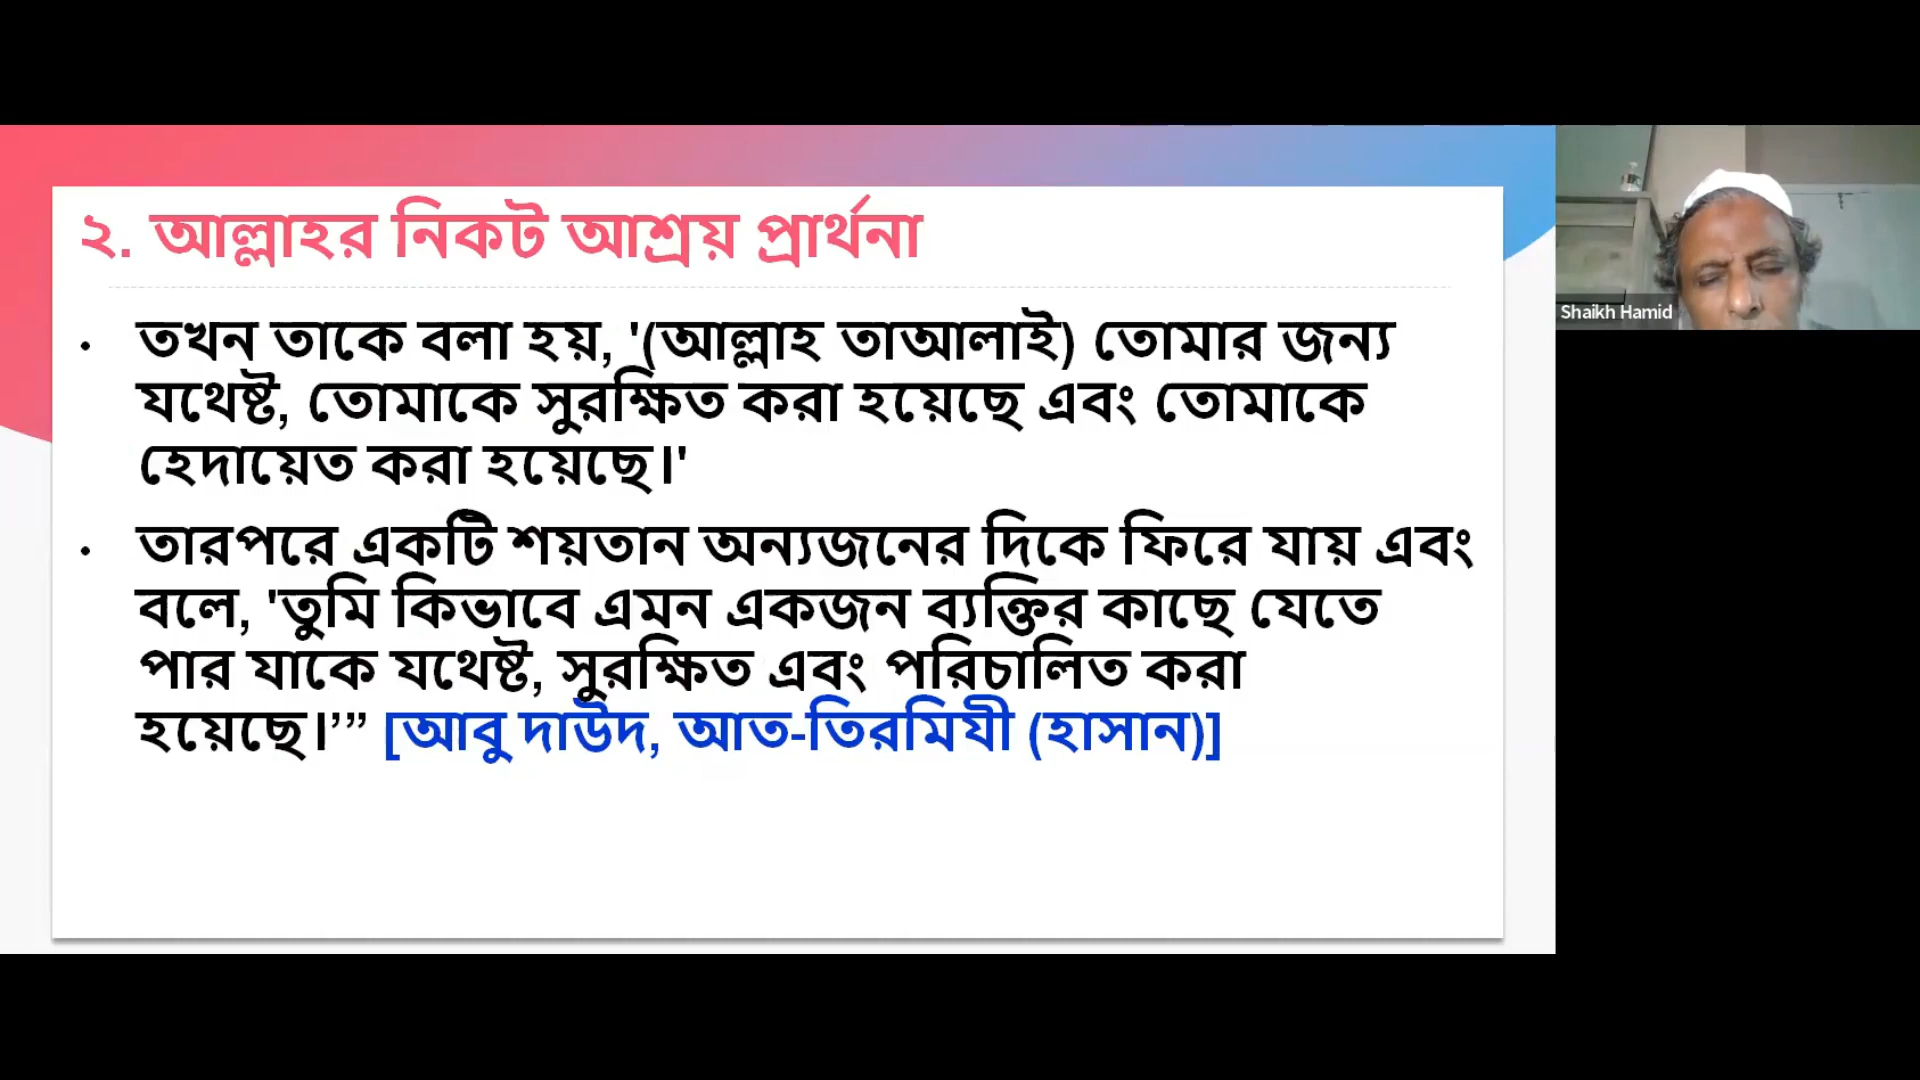 ২. আল্লাহর নিকট আশ্রয় প্রার্থনা
• তখন তাকে বলা হয়, '(আল্লাহ তাআলাই) তোমার জন্য
যথেষ্ট, তোমাকে সুরক্ষিত করা হয়েছে এবং তোমাকে
হেদায়েত করা হয়েছে।'
• তারপরে একটি শয়তান অন্যজনের দিকে ফিরে যায় এবং
বলে, 'তুমি কিভাবে এমন একজন ব্যক্তির কাছে যেতে
পার যাকে যথেষ্ট, সুরক্ষিত এবং পরিচালিত করা
হয়েছে।’” [আবু দাউদ, আত-তিরমিযী (হাসান)]
Shaikh Hamid